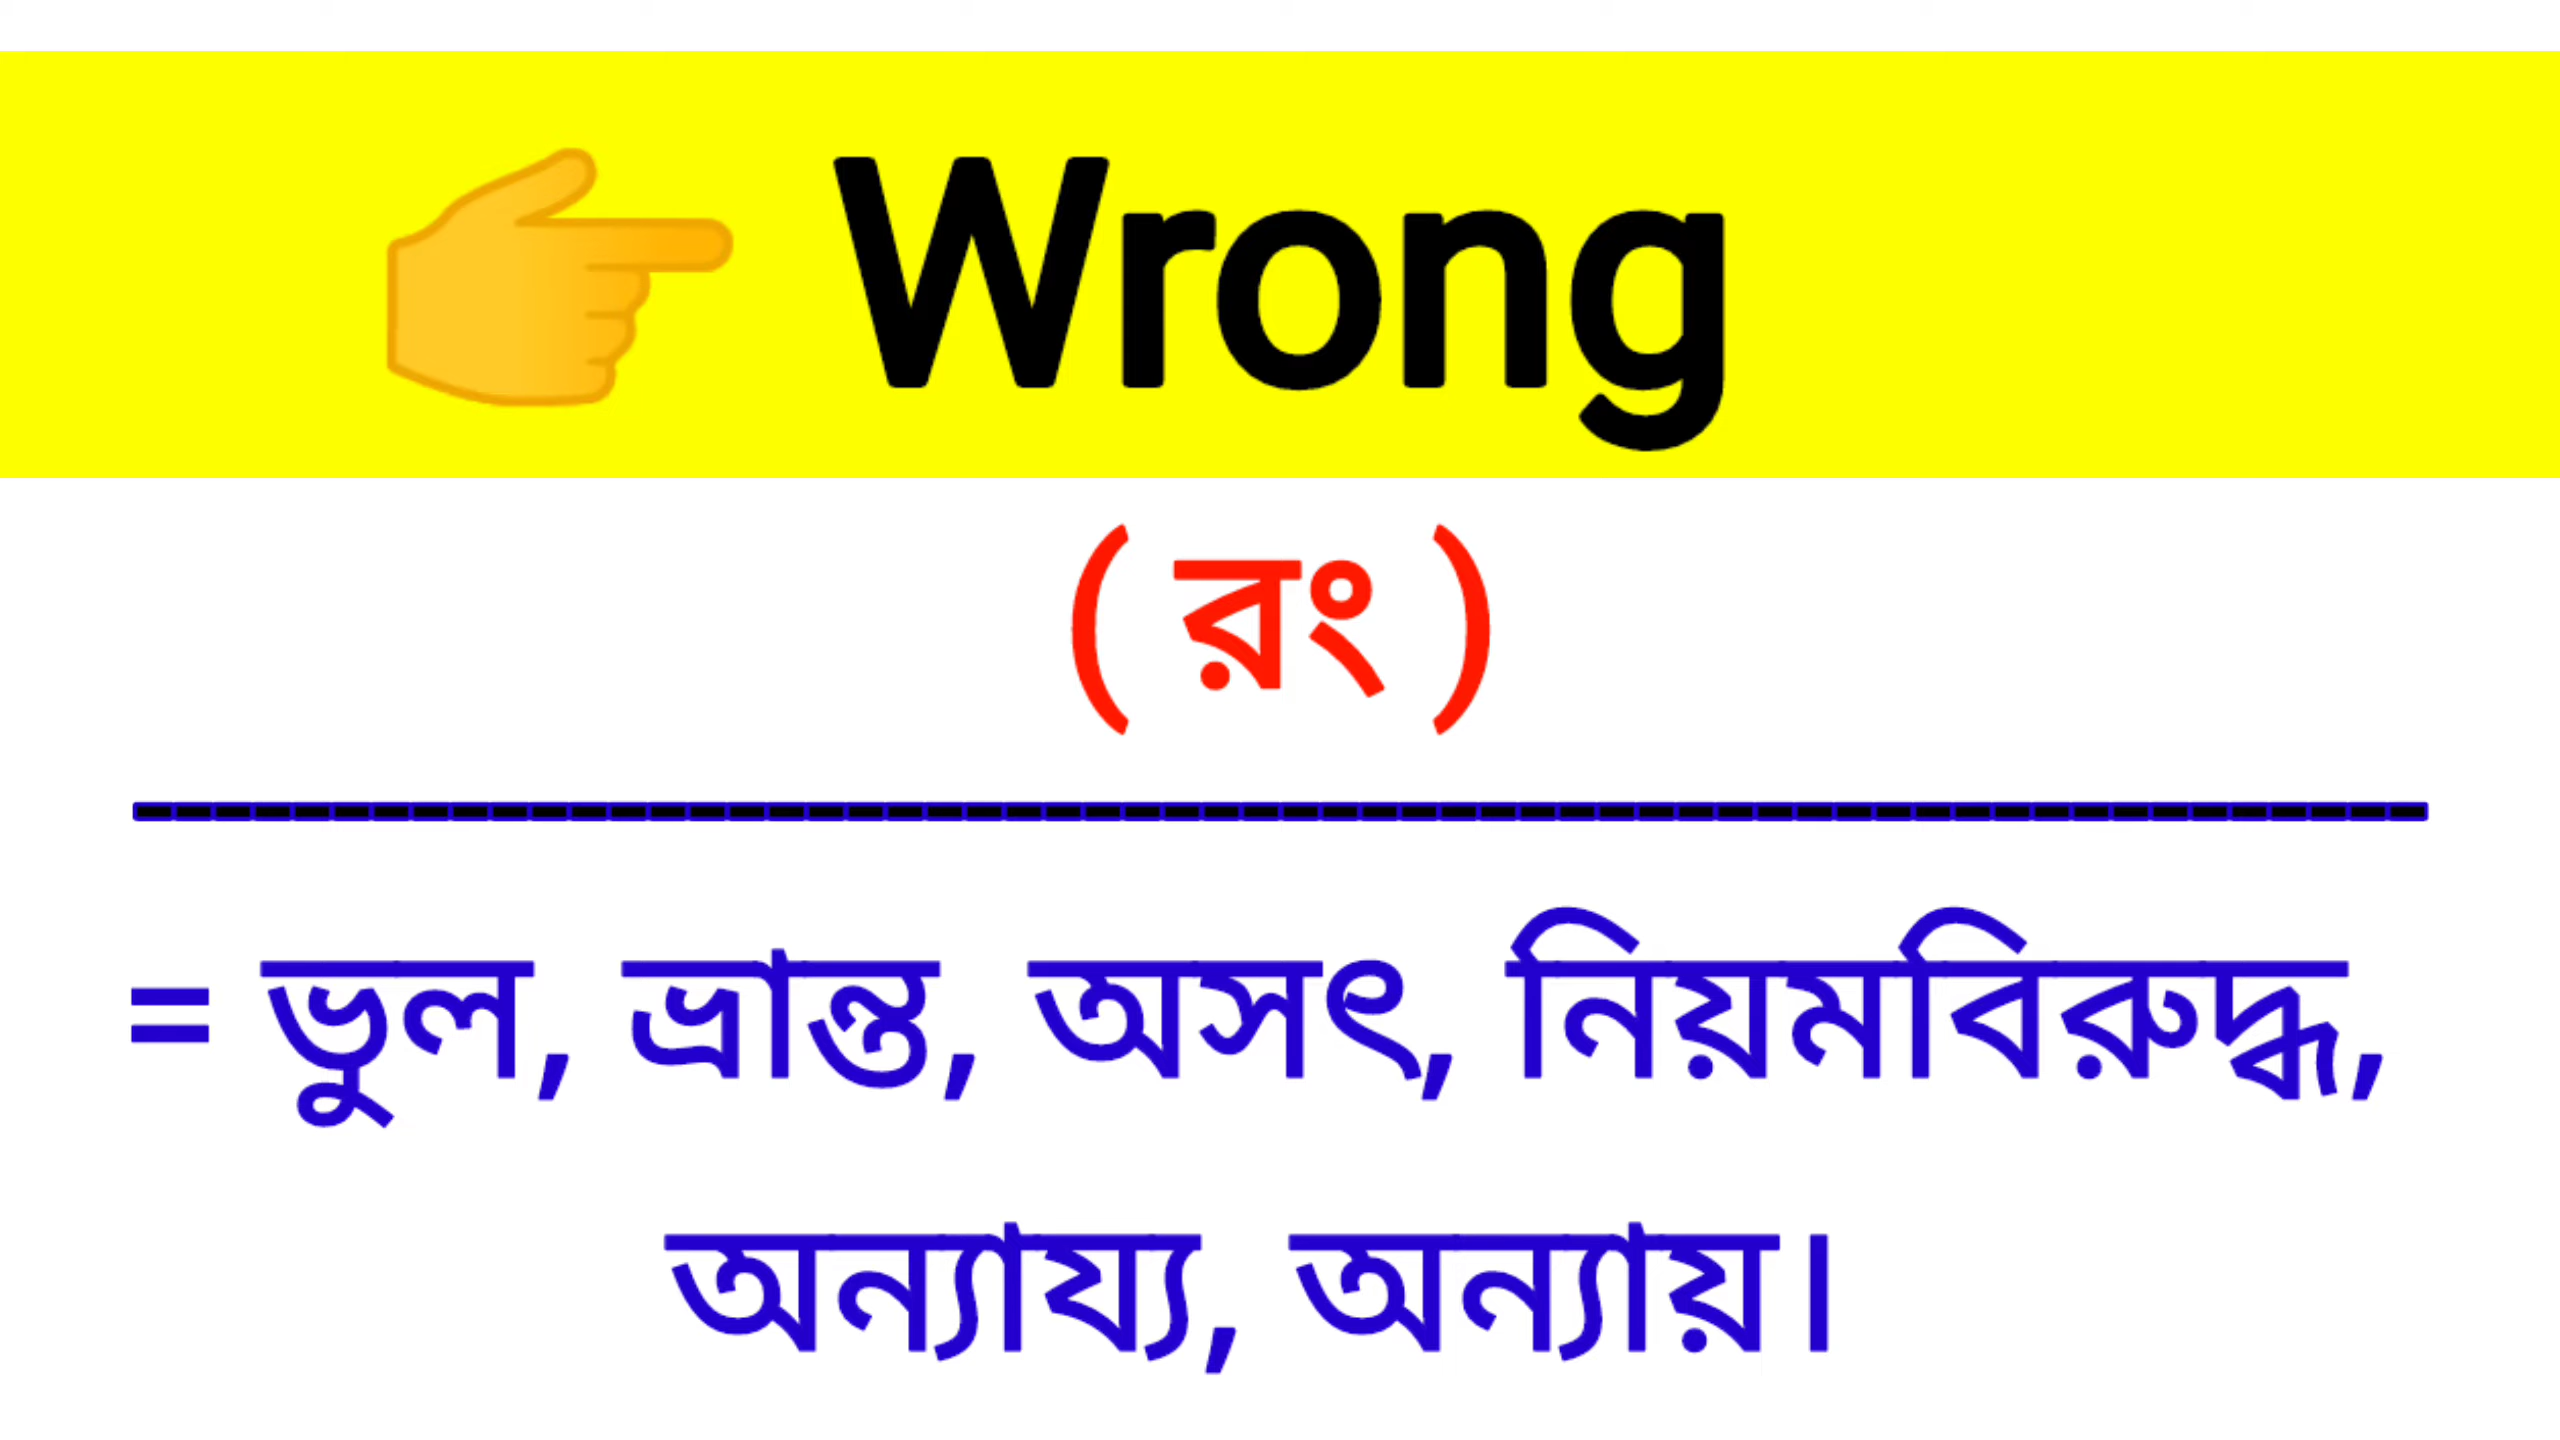 👉 Wrong
( রং )
----------------------------------------------------------
= ভুল, ভ্রান্ত, অসৎ, নিয়মবিরুদ্ধ,
অন্যায্য, অন্যায়।